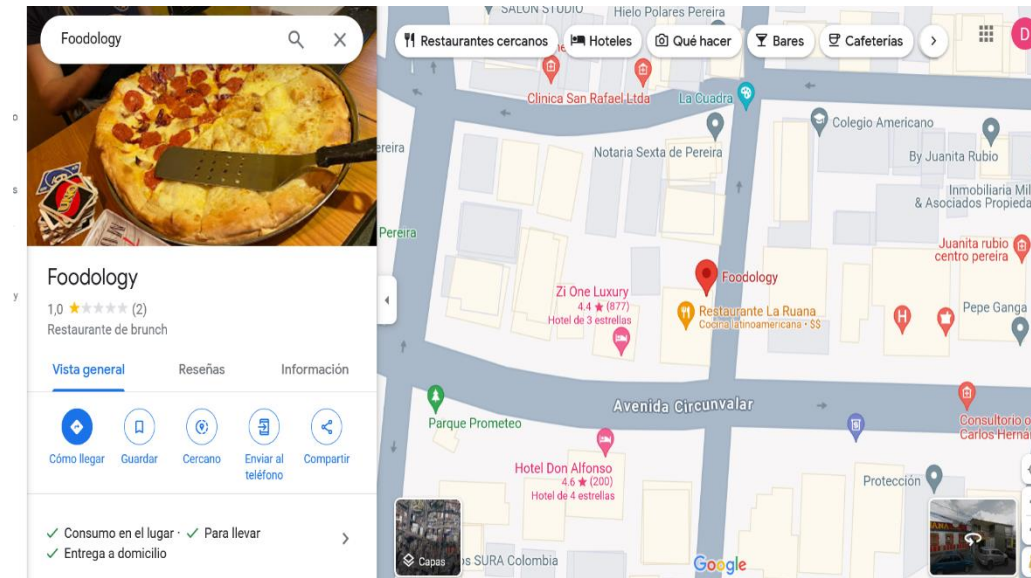 Foodology
UNO
Foodology
1,0 (2)
Restaurante de brunch
Vista general
Reseñas
Información
Cómo llegar
Guardar
Cercano
Enviar al
teléfono
Compartir
Consumo en el lugar · Para llevar
Entrega a domicilio
Restaurantes cercanos
Hoteles
Qué hacer
Bares
Cafeterías
D
SALON STUDIO
Hielo Polares Pereira
Clinica San Rafael Ltda
La Cuadra
Colegio Americano
Notaria Sexta de Pereira
By Juanita Rubio
Inmobiliaria Mil
& Asociados Propieda
Pereira
Juanita rubio
centro pereira
Foodology
Zi One Luxury
4.4 ★ (877)
Hotel de 3 estrellas
Restaurante La Ruana
Cocina latinoamericana · $$
H
Pepe Ganga
Avenida Circunvalar
Parque Prometeo
Consultorio o
Carlos Herná
Hotel Don Alfonso
4.6 ★ (200)
Hotel de 4 estrellas
Protección
Capas
os SURA Colombia
Google